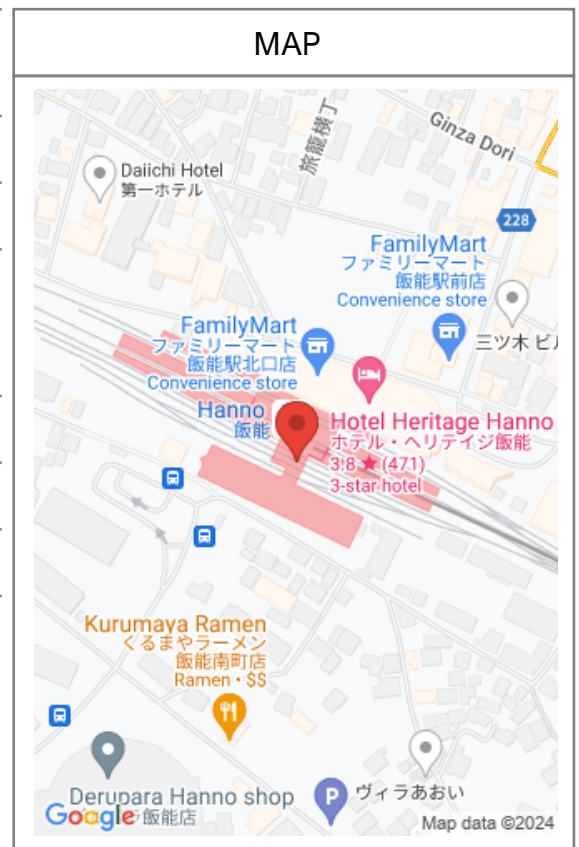 MAP
旅籠横丁
Ginza Dori
Daiichi Hotel
第一ホテル
228
FamilyMart
ファミリーマート
飯能駅前店
Convenience store
三ツ木 ビ
FamilyMart
ファミリーマート
飯能駅北口店
Convenience store
Hanno
飯能
Hotel Heritage Hanno
ホテル・ヘリテイジ飯能
3.8 ★ (471)
3-star hotel
Kurumaya Ramen
くるまやラーメン
飯能南町店
Ramen・$$
Derupara Hanno shop
飯能店
P
ヴィラあおい
Google
Map data ©2024